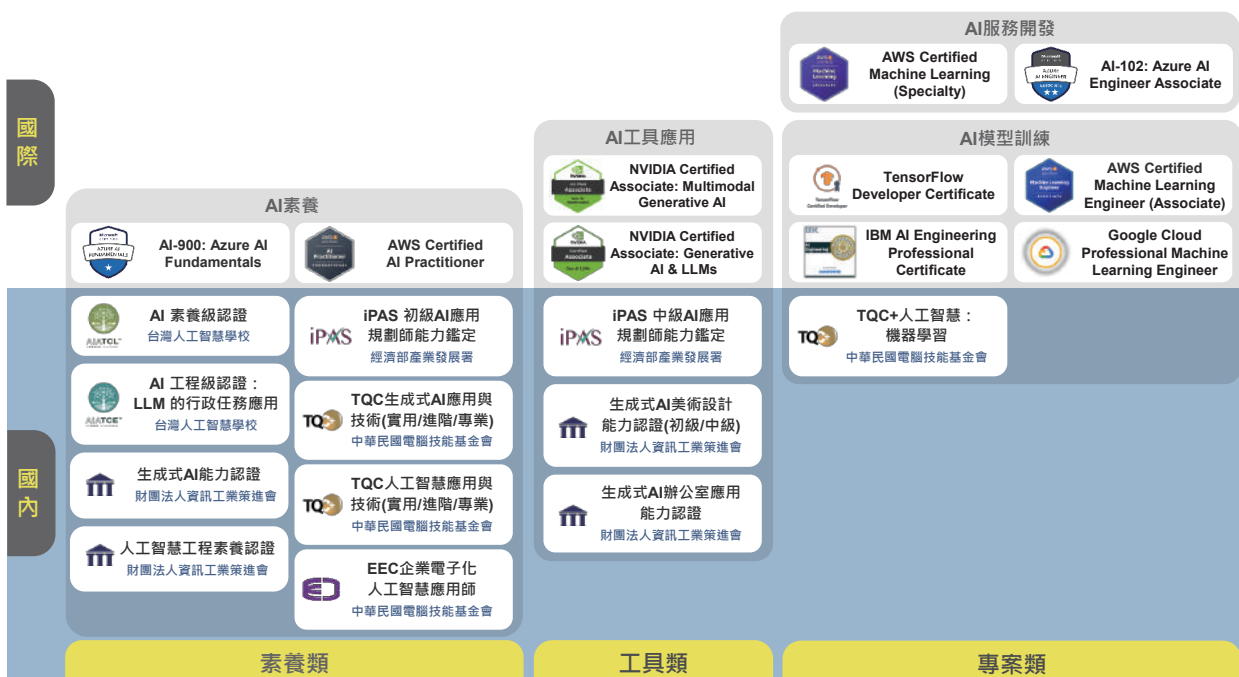 AI服務開發
AWS Certified
Machine Learning
(Specialty)
AI-102: Azure AI
Engineer Associate
國際
AI工具應用
NVIDIA Certified
Associate: Multimodal
Generative AI
NVIDIA Certified
Associate: Generative
AI & LLMs
AI模型訓練
TensorFlow
Developer Certificate
AWS Certified
Machine Learning
Engineer (Associate)
IBM AI Engineering
Professional
Certificate
Google Cloud
Professional Machine
Learning Engineer
AI素養
AI-900: Azure AI
Fundamentals
AWS Certified
AI Practitioner
國內
AI 素養級認證
台灣人工智慧學校
AI 工程級認證：
LLM 的行政任務應用
台灣人工智慧學校
生成式AI能力認證
財團法人資訊工業策進會
人工智慧工程素養認證
財團法人資訊工業策進會
iPAS
iPAS 初級AI應用
規劃師能力鑑定
經濟部產業發展署
TQC
TQC生成式AI應用與
技術(實用/進階/專業)
中華民國電腦技能基金會
TQC
TQC人工智慧應用與
技術(實用/進階/專業)
中華民國電腦技能基金會
EEC企業電子化
人工智慧應用師
中華民國電腦技能基金會
iPAS
iPAS 中級AI應用
規劃師能力鑑定
經濟部產業發展署
生成式AI美術設計
能力認證(初級/中級)
財團法人資訊工業策進會
生成式AI辦公室應用
能力認證
財團法人資訊工業策進會
TQC
TQC+人工智慧：
機器學習
中華民國電腦技能基金會
素養類
工具類
專案類